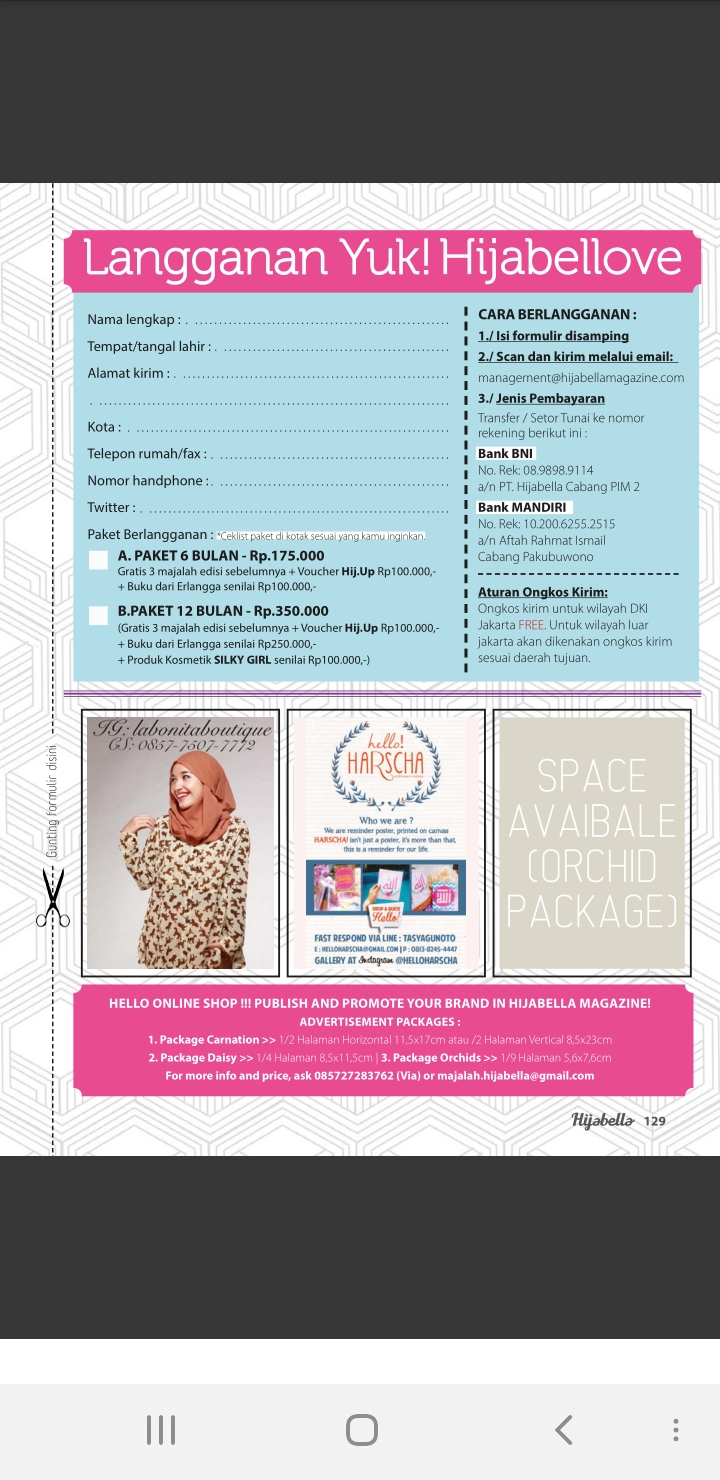 Langganan Yuk! Hijabellove
Nama lengkap : . ......................................................
Tempat/tangal lahir : . ................................................
Alamat kirim : . ........................................................
. ........................................................................
Kota : . .................................................................
Telepon rumah/fax : . .................................................
Nomor handphone : . .................................................
Twitter : . ..............................................................
Paket Berlangganan : *Ceklist paket di kotak sesuai yang kamu inginkan.
A. PAKET 6 BULAN - Rp.175.000
Gratis 3 majalah edisi sebelumnya + Voucher Hij.Up Rp100.000,-
+ Buku dari Erlangga senilai Rp100.000,-
B.PAKET 12 BULAN - Rp.350.000
(Gratis 3 majalah edisi sebelumnya + Voucher Hij.Up Rp100.000,-
+ Buku dari Erlangga senilai Rp250.000,-
+ Produk Kosmetik SILKY GIRL senilai Rp100.000,-)
CARA BERLANGGANAN :
1./ Isi formulir disamping
2./ Scan dan kirim melalui email:
management@hijabellamagazine.com
3./ Jenis Pembayaran
Transfer / Setor Tunai ke nomor
rekening berikut ini :
Bank BNI
No. Rek: 08.9898.9114
a/n PT. Hijabella Cabang PIM 2
Bank MANDIRI
No. Rek: 10.200.6255.2515
a/n Aftah Rahmat Ismail
Cabang Pakubuwono
Aturan Ongkos Kirim:
Ongkos kirim untuk wilayah DKI
Jakarta FREE. Untuk wilayah luar
jakarta akan dikenakan ongkos kirim
sesuai daerah tujuan.
Gunting formulir disini
IG: labonitaboutique
CS: 0857-7507-7772
hello!
HARSCHA
Who we are ?
We are reminder poster, printed on canvas
HARSCHA! isn't just a poster, it's more than that,
this is a reminder for our life.
DROP A QUICK
Hello!
FAST RESPOND VIA LINE : TASYAGUNOTO
E : HELLOHARSCHA@GMAIL.COM | P : 0813-8245-4447
GALLERY AT Instagram @HELLOHARSCHA
SPACE
AVAIBALE
(ORCHID
PACKAGE)
HELLO ONLINE SHOP !!! PUBLISH AND PROMOTE YOUR BRAND IN HIJABELLA MAGAZINE!
ADVERTISEMENT PACKAGES :
1. Package Carnation >> 1/2 Halaman Horizontal 11,5x17cm atau /2 Halaman Vertical 8,5x23cm
2. Package Daisy >> 1/4 Halaman 8,5x11,5cm | 3. Package Orchids >> 1/9 Halaman 5,6x7,6cm
For more info and price, ask 085727283762 (Via) or majalah.hijabella@gmail.com
Hijabella 129